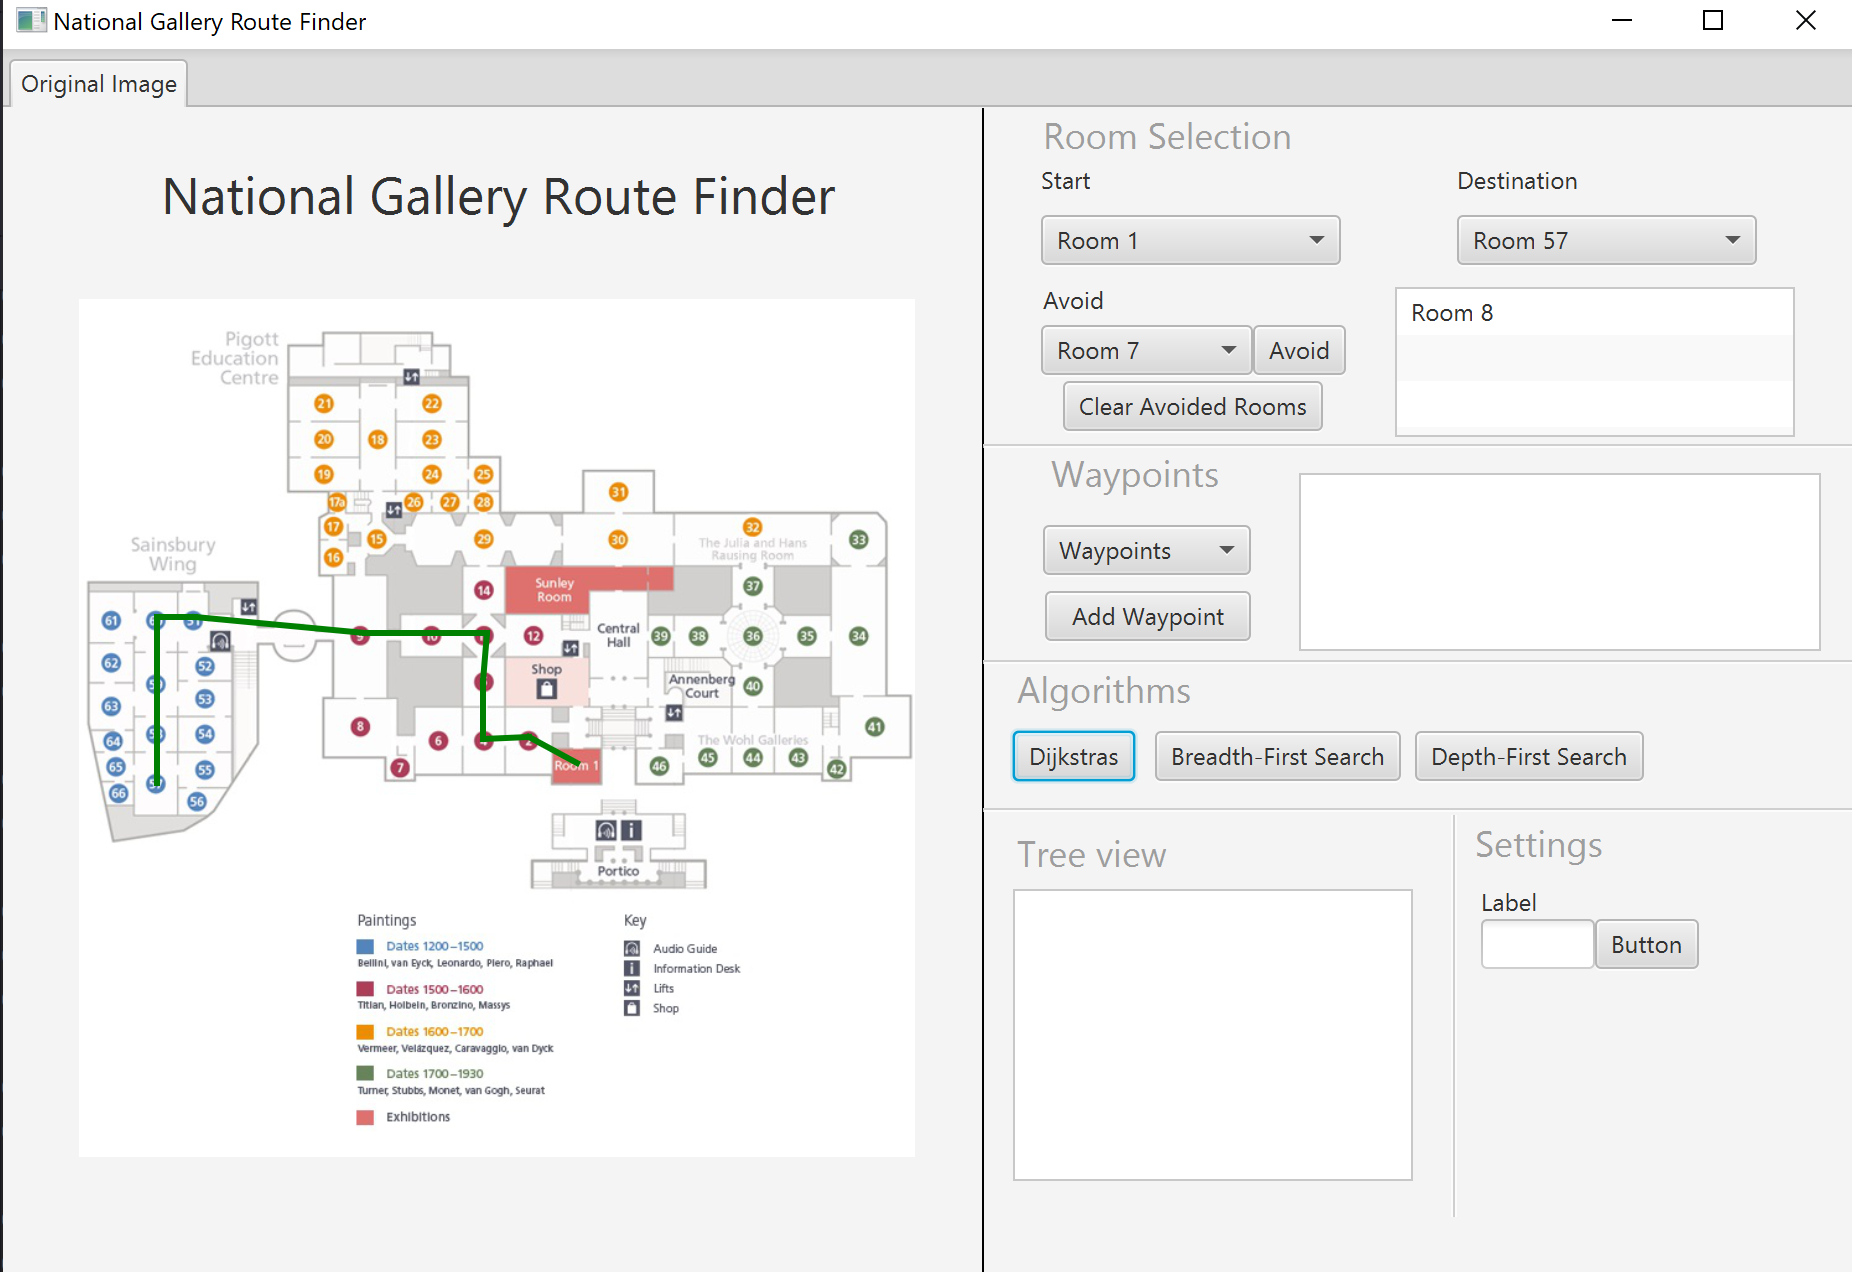 National Gallery Route Finder
Original Image
National Gallery Route Finder
Pigott
Education
Centre
21
22
20
18
23
19
24
25
17a
26
27
28
31
17
15
29
30
32
The Julia and Hans
Rausing Room
33
16
Sainsbury
Wing
14
Sunley
Room
37
61
12
Central
Hall
39
38
36
35
34
62
52
Shop
Annenberg
Court
40
63
53
8
6
64
54
The Wohl Galleries
41
65
55
7
Room 1
46
45
44
43
42
66
56
Portico
Paintings
Dates 1200–1500
Bellini, van Eyck, Leonardo, Piero, Raphael
Dates 1500–1600
Titian, Holbein, Bronzino, Massys
Dates 1600–1700
Vermeer, Velázquez, Caravaggio, van Dyck
Dates 1700–1930
Turner, Stubbs, Monet, van Gogh, Seurat
Exhibitions
Key
Audio Guide
Information Desk
Lifts
Shop
Room Selection
Start
Destination
Room 1
Room 57
Avoid
Room 7
Avoid
Clear Avoided Rooms
Room 8
Waypoints
Waypoints
Add Waypoint
Algorithms
Dijkstras
Breadth-First Search
Depth-First Search
Tree view
Settings
Label
Button